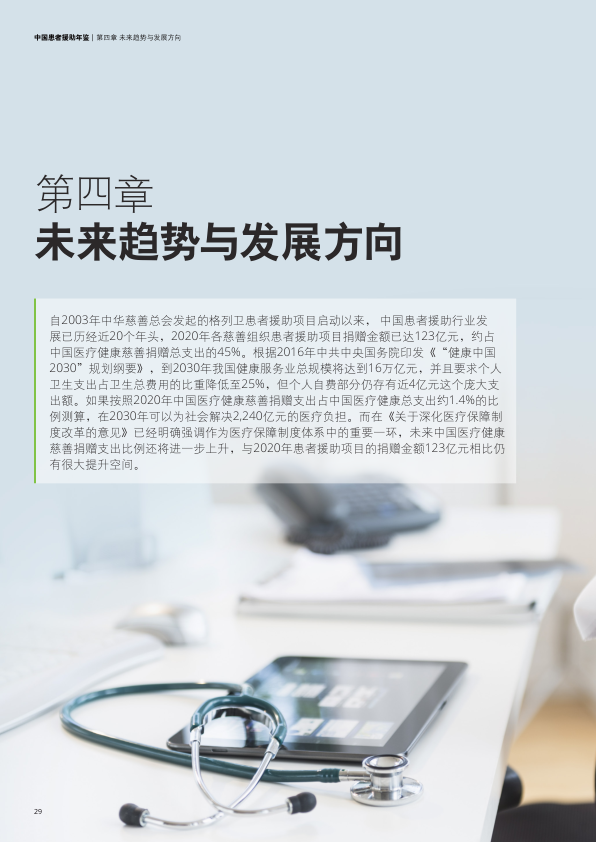 中国患者援助年鉴 | 第四章 未来趋势与发展方向
第四章
未来趋势与发展方向
自2003年中华慈善总会发起的格列卫患者援助项目启动以来， 中国患者援助行业发
展已历经近20个年头，2020年各慈善组织患者援助项目捐赠金额已达123亿元，约占
中国医疗健康慈善捐赠总支出的45%。根据2016年中共中央国务院印发《“健康中国
2030”规划纲要》，到2030年我国健康服务业总规模将达到16万亿元，并且要求个人
卫生支出占卫生总费用的比重降低至25%，但个人自费部分仍存有近4亿元这个庞大支
出额。如果按照2020年中国医疗健康慈善捐赠支出占中国医疗健康总支出约1.4%的比
例测算，在2030年可以为社会解决2,240亿元的医疗负担。而在《关于深化医疗保障制
度改革的意见》已经明确强调作为医疗保障制度体系中的重要一环，未来中国医疗健康
慈善捐赠支出比例还将进一步上升，与2020年患者援助项目的捐赠金额123亿元相比仍
有很大提升空间。
29